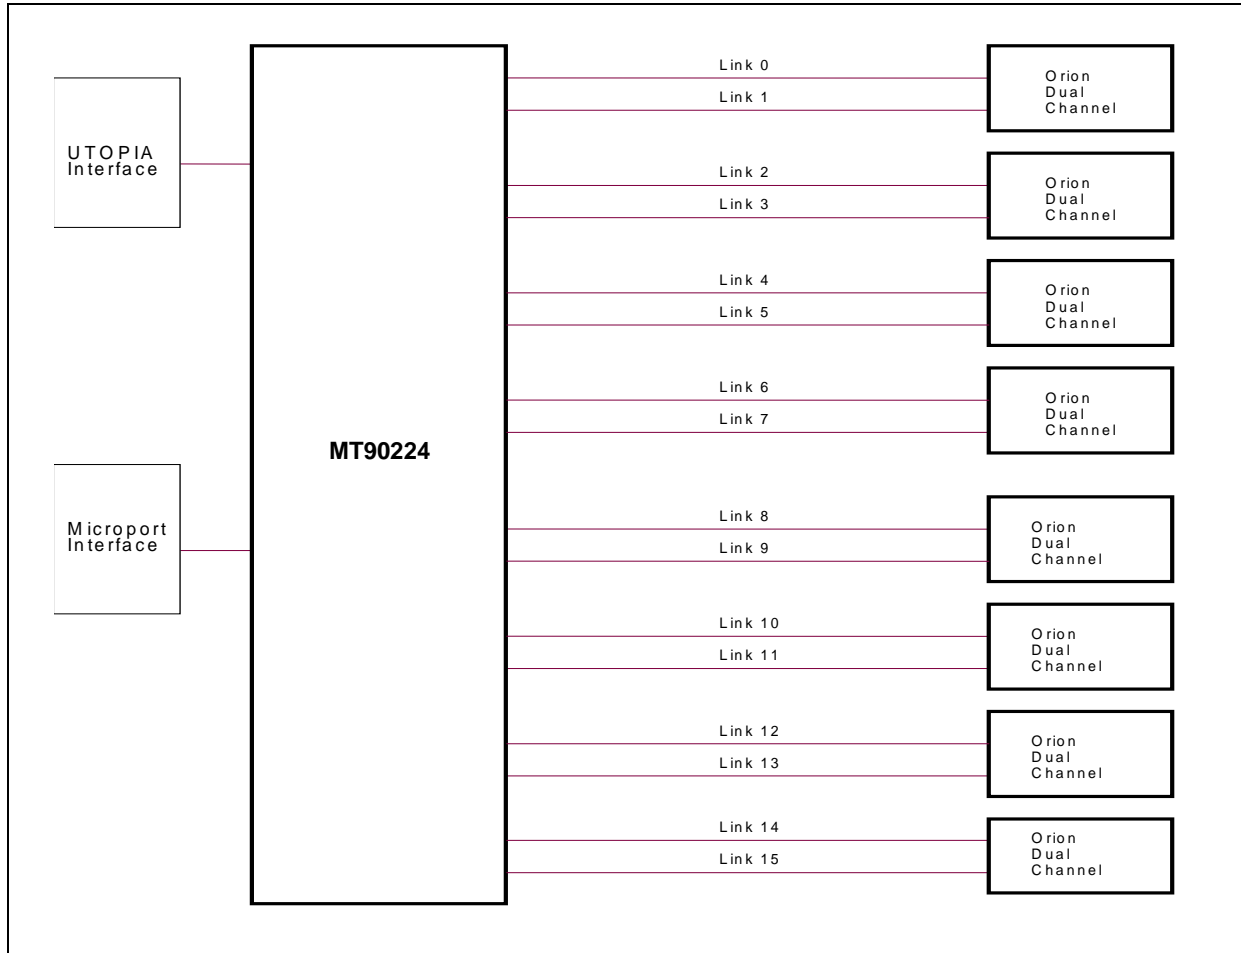 UTOPIA
Interface
Microport
Interface
MT90224
Link 0
Link 1
Orion
Dual
Channel
Link 2
Link 3
Orion
Dual
Channel
Link 4
Link 5
Orion
Dual
Channel
Link 6
Link 7
Orion
Dual
Channel
Link 8
Link 9
Orion
Dual
Channel
Link 10
Link 11
Orion
Dual
Channel
Link 12
Link 13
Orion
Dual
Channel
Link 14
Link 15
Orion
Dual
Channel